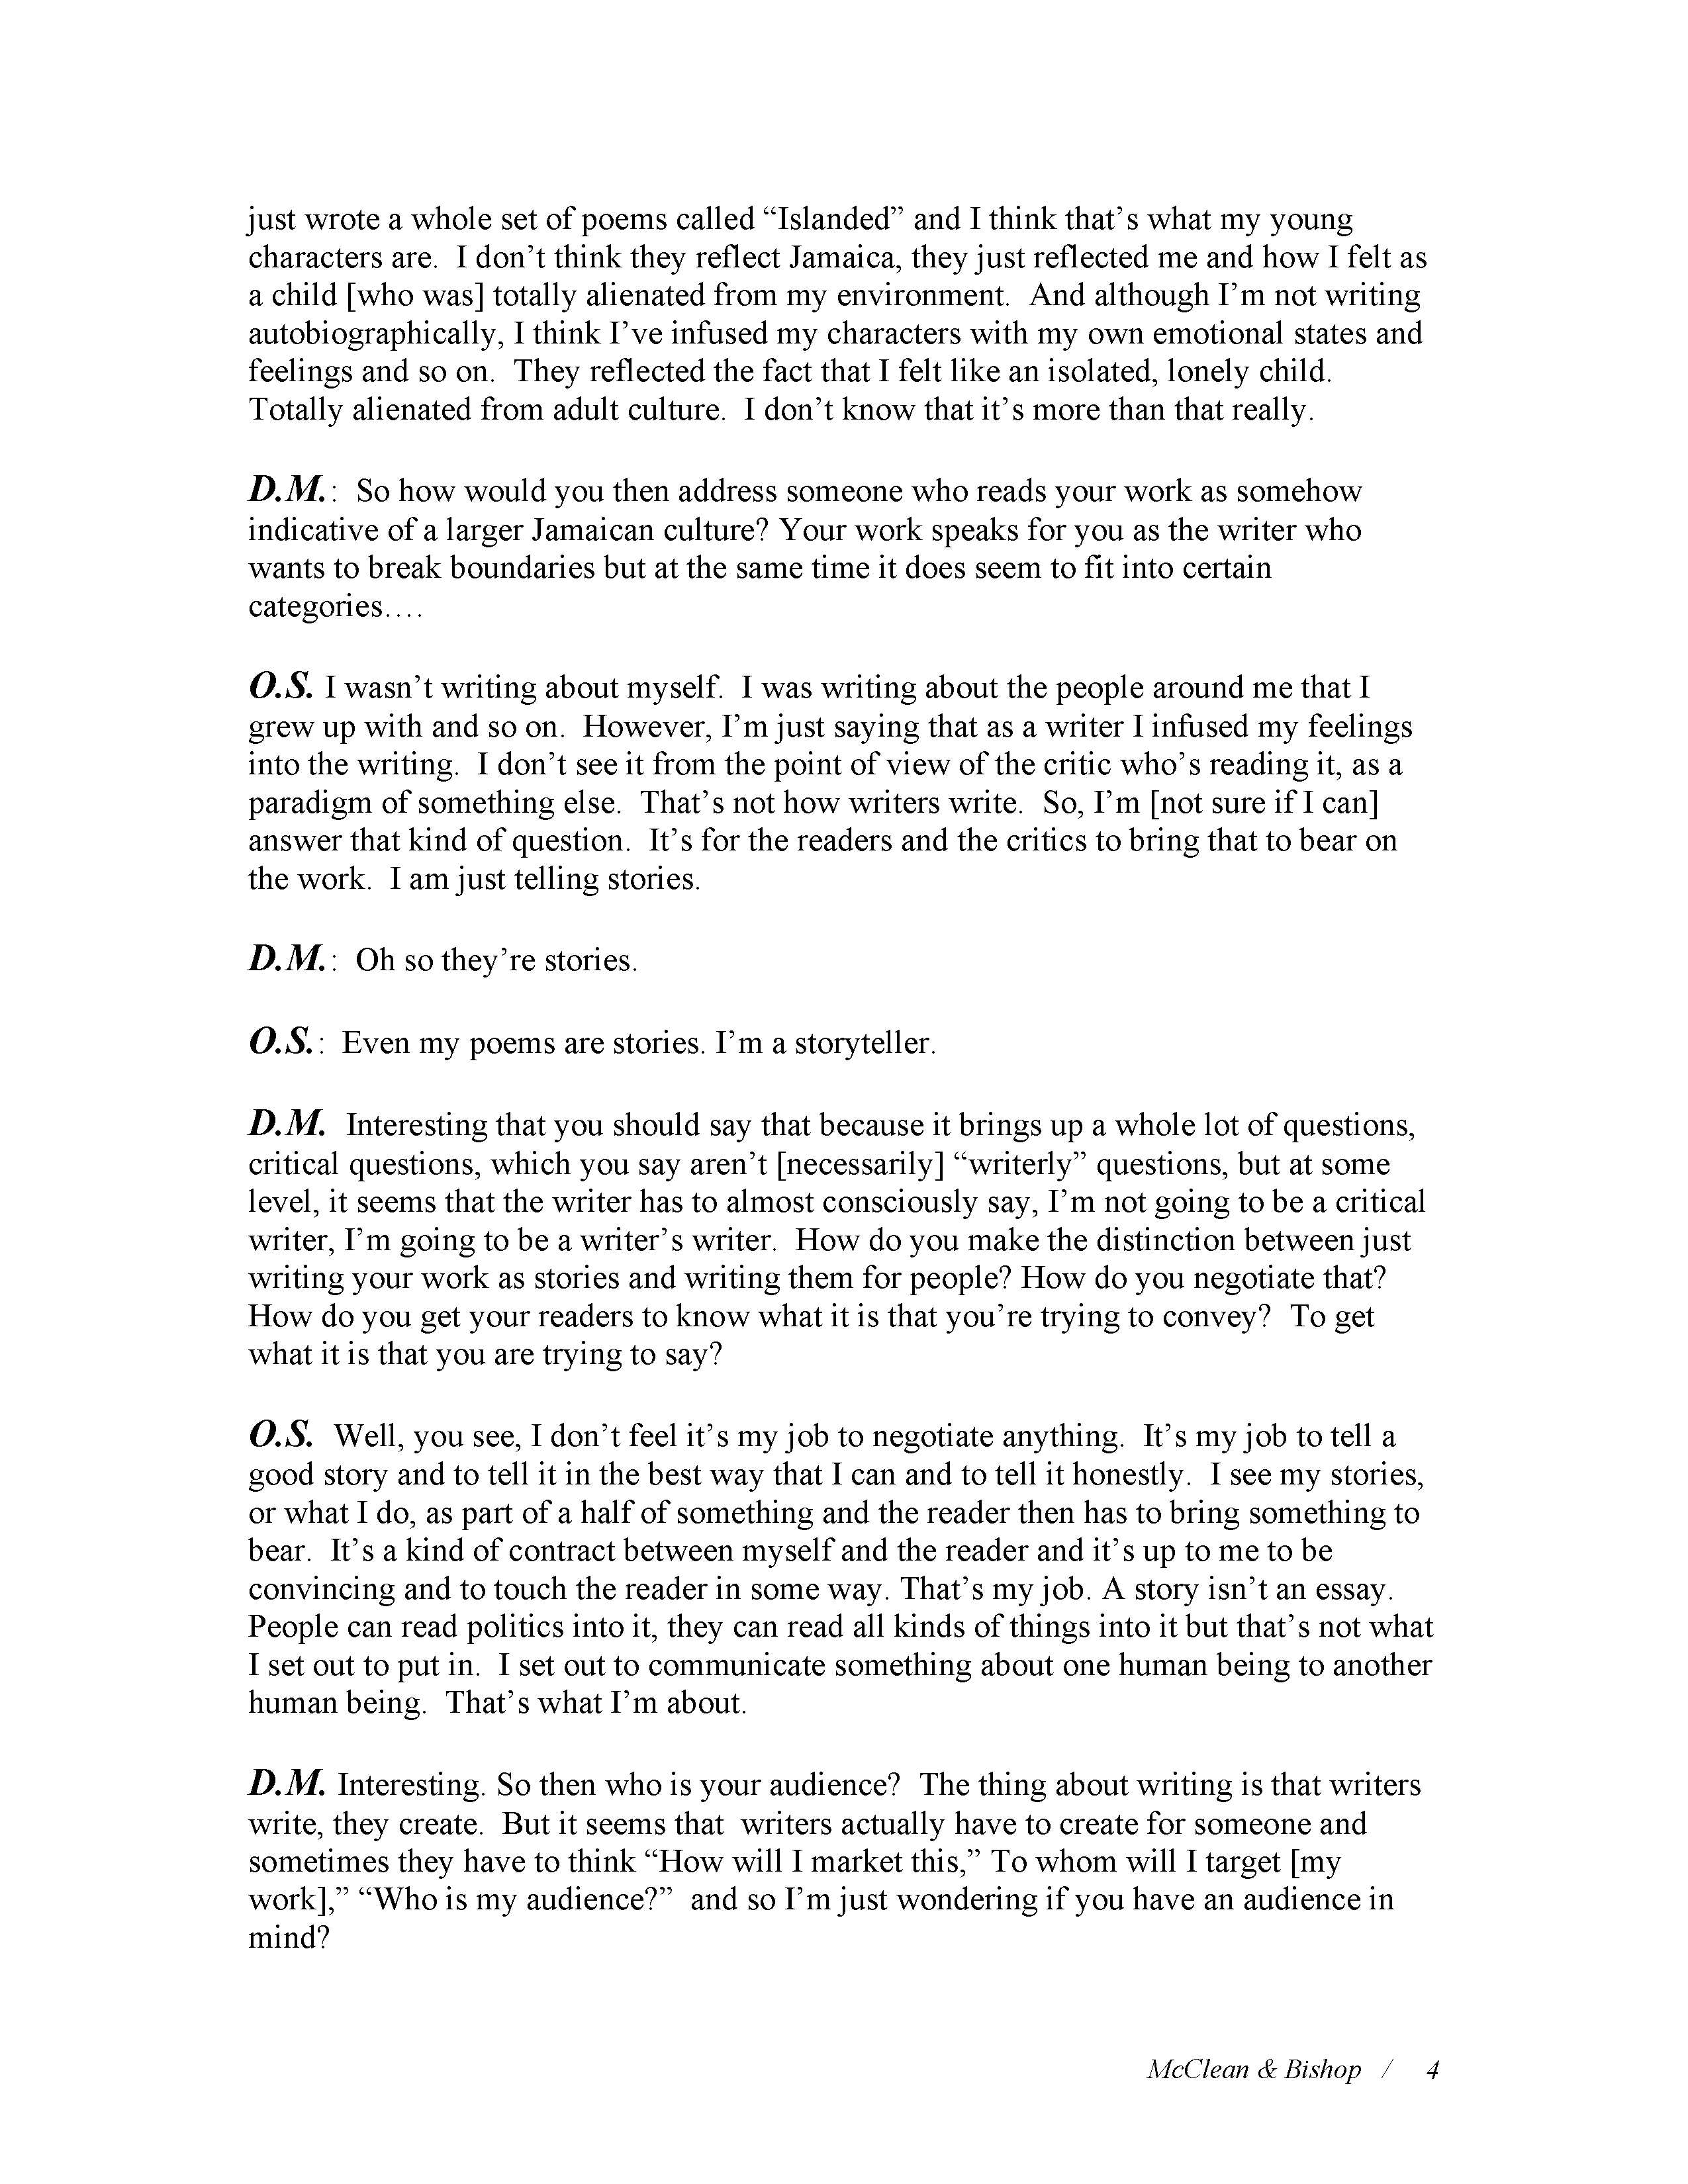 just wrote a whole set of poems called “Islanded” and I think that’s what my young
characters are.  I don’t think they reflect Jamaica, they just reflected me and how I felt as
a child [who was] totally alienated from my environment.  And although I’m not writing
autobiographically, I think I’ve infused my characters with my own emotional states and
feelings and so on.  They reflected the fact that I felt like an isolated, lonely child.
Totally alienated from adult culture.  I don’t know that it’s more than that really.
D.M.:  So how would you then address someone who reads your work as somehow
indicative of a larger Jamaican culture? Your work speaks for you as the writer who
wants to break boundaries but at the same time it does seem to fit into certain
categories….
O.S. I wasn’t writing about myself.  I was writing about the people around me that I
grew up with and so on.  However, I’m just saying that as a writer I infused my feelings
into the writing.  I don’t see it from the point of view of the critic who’s reading it, as a
paradigm of something else.  That’s not how writers write.  So, I’m [not sure if I can]
answer that kind of question.  It’s for the readers and the critics to bring that to bear on
the work.  I am just telling stories.
D.M.:  Oh so they’re stories.
O.S.:  Even my poems are stories. I’m a storyteller.
D.M.  Interesting that you should say that because it brings up a whole lot of questions,
critical questions, which you say aren’t [necessarily] “writerly” questions, but at some
level, it seems that the writer has to almost consciously say, I’m not going to be a critical
writer, I’m going to be a writer’s writer.  How do you make the distinction between just
writing your work as stories and writing them for people? How do you negotiate that?
How do you get your readers to know what it is that you’re trying to convey?  To get
what it is that you are trying to say?
O.S.  Well, you see, I don’t feel it’s my job to negotiate anything.  It’s my job to tell a
good story and to tell it in the best way that I can and to tell it honestly.  I see my stories,
or what I do, as part of a half of something and the reader then has to bring something to
bear.  It’s a kind of contract between myself and the reader and it’s up to me to be
convincing and to touch the reader in some way. That’s my job. A story isn’t an essay.
People can read politics into it, they can read all kinds of things into it but that’s not what
I set out to put in.  I set out to communicate something about one human being to another
human being.  That’s what I’m about.
D.M. Interesting. So then who is your audience?  The thing about writing is that writers
write, they create.  But it seems that  writers actually have to create for someone and
sometimes they have to think “How will I market this,” To whom will I target [my
work],” “Who is my audience?”  and so I’m just wondering if you have an audience in
mind?
McClean & Bishop  /    4